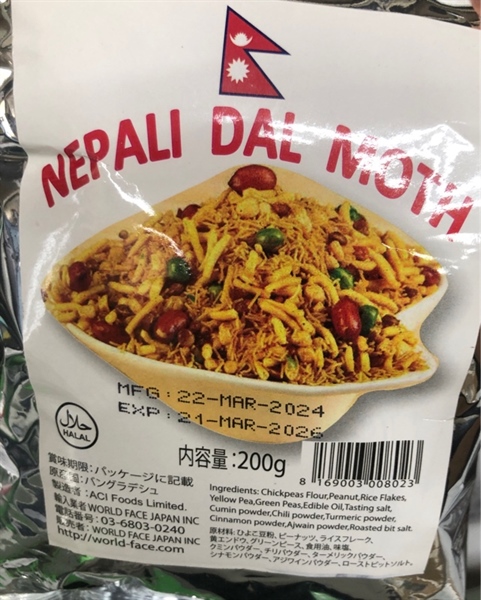 NEPALI DAL MOTH
MFG : 22-MAR-2024
EXP : 21-MAR-2026
حلال
HALAL
内容量:200g
8 169003 008023
賞味期限:パッケージに記載
原産国:バングラデシュ
製造者:ACI Foods Limited.
輸入業者 WORLD FACE JAPAN INC
電話番号:03-6803-0240
販売者: WORLD FACE JAPAN INC
http://world-face.com
Ingredients: Chickpeas Flour,Peanut,Rice Flakes,
Yellow Pea,Green Peas,Edible Oil,Tasting salt,
Cumin powder,Chili powder,Turmeric powder,
Cinnamon powder,Ajwain powder,Roasted bit salt.
原材料:ひよこ豆粉、ピーナッツ、ライスフレーク、
黄エンドウ、グリーンピース、食用油、味塩、
クミンパウダー、チリパウダー、ターメリックパウダー、
シナモンパウダー、アジワインパウダー、ローストビットソルト、